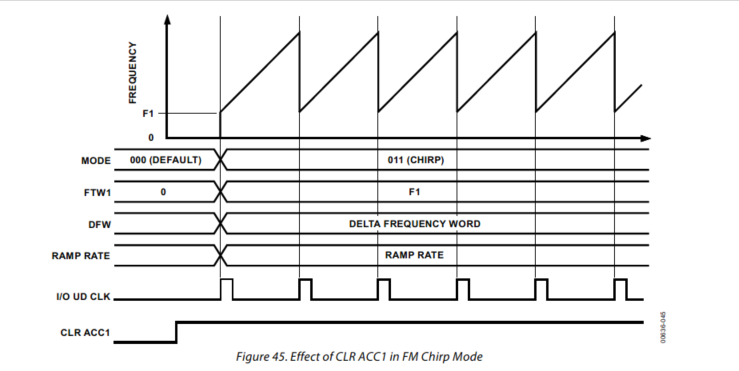 FREQUENCY
F1
0
MODE 000 (DEFAULT) 011 (CHIRP)
FTW1 0 F1
DFW DELTA FREQUENCY WORD
RAMP RATE RAMP RATE
I/O UD CLK
CLR ACC1
00636-045
Figure 45. Effect of CLR ACC1 in FM Chirp Mode